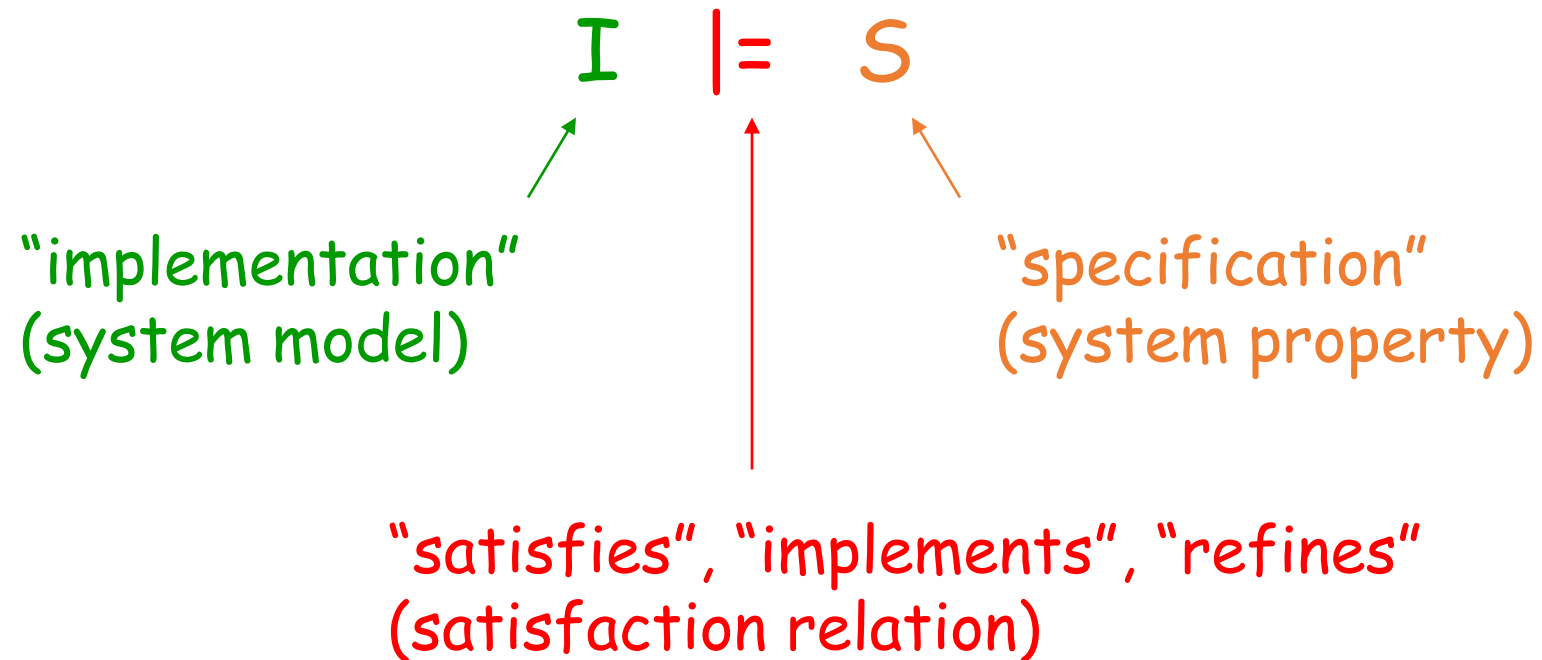 I |= S
“implementation”
(system model)
“specification”
(system property)
“satisfies”, “implements”, “refines”
(satisfaction relation)